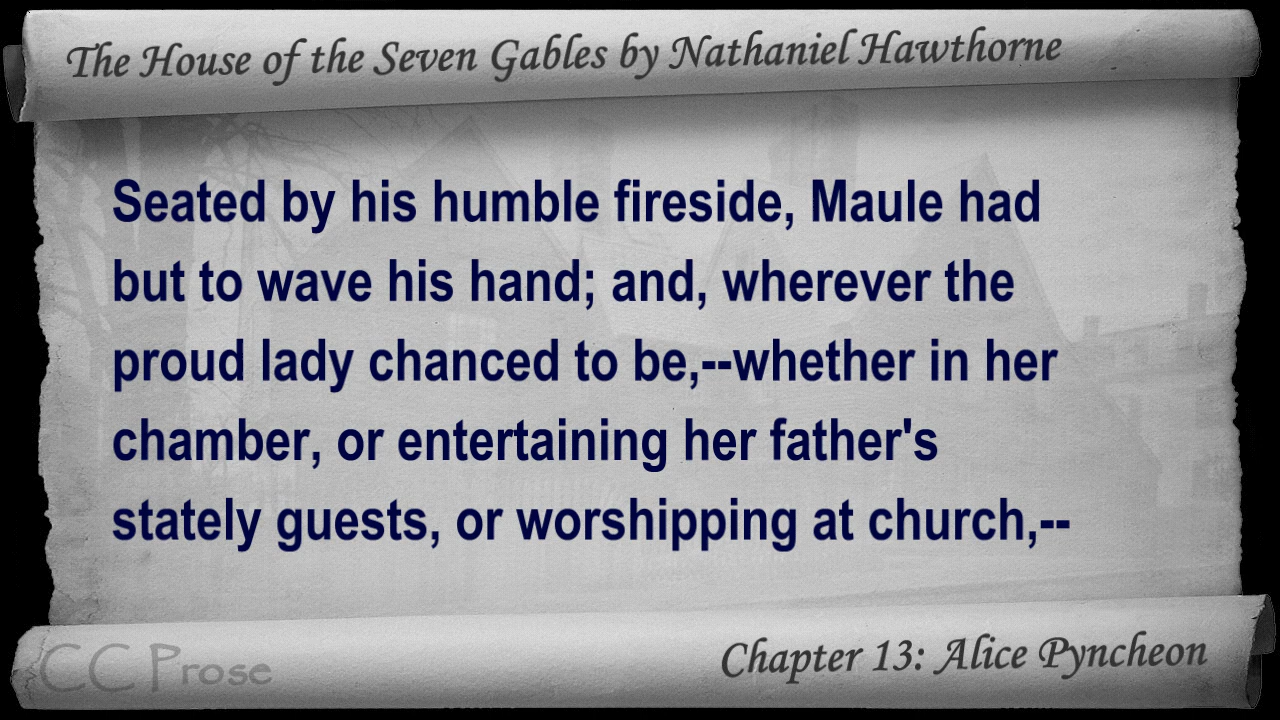 The House of the Seven Gables by Nathaniel Hawthorne
Seated by his humble fireside, Maule had
but to wave his hand; and, wherever the
proud lady chanced to be,--whether in her
chamber, or entertaining her father's
stately guests, or worshipping at church,--
CC Prose
Chapter 13: Alice Pyncheon